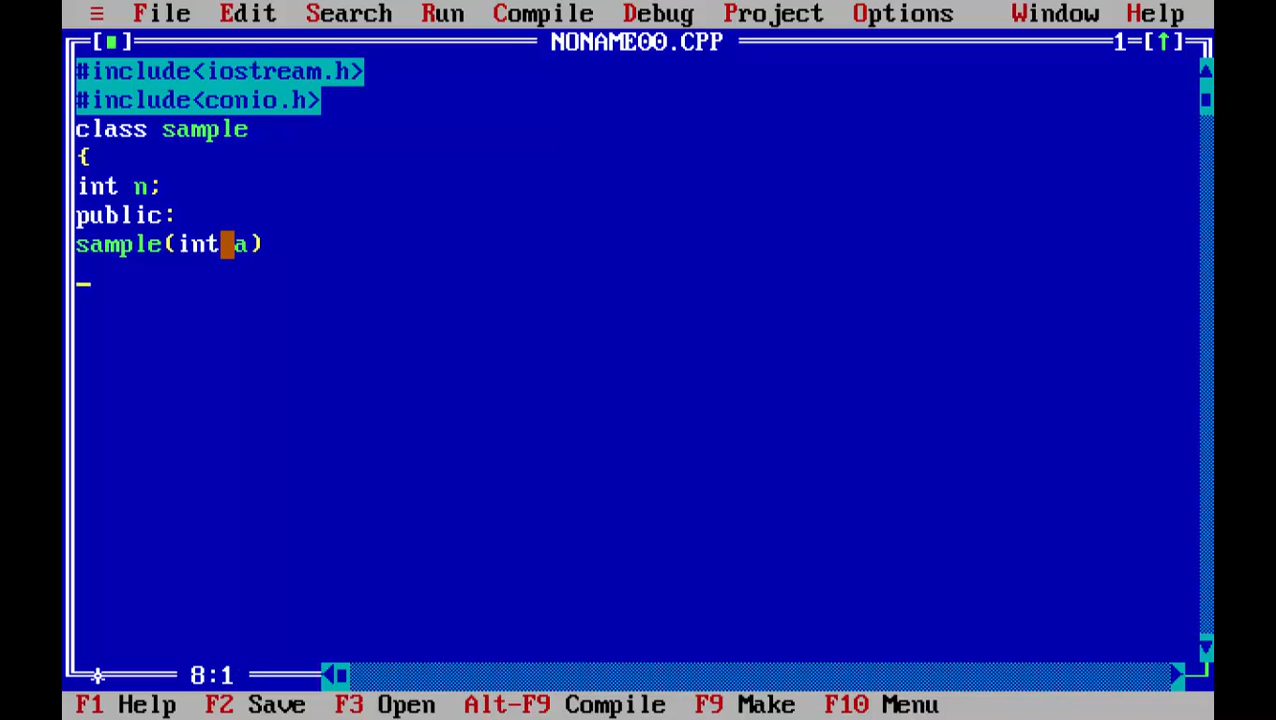 ≡ File Edit Search Run Compile Debug Project Options Window Help
[■] NONAME00.CPP 1=[↑]
#include<iostream.h>
#include<conio.h>
class sample
{
int n;
public:
sample(int a)
8:1
F1 Help F2 Save F3 Open Alt-F9 Compile F9 Make F10 Menu